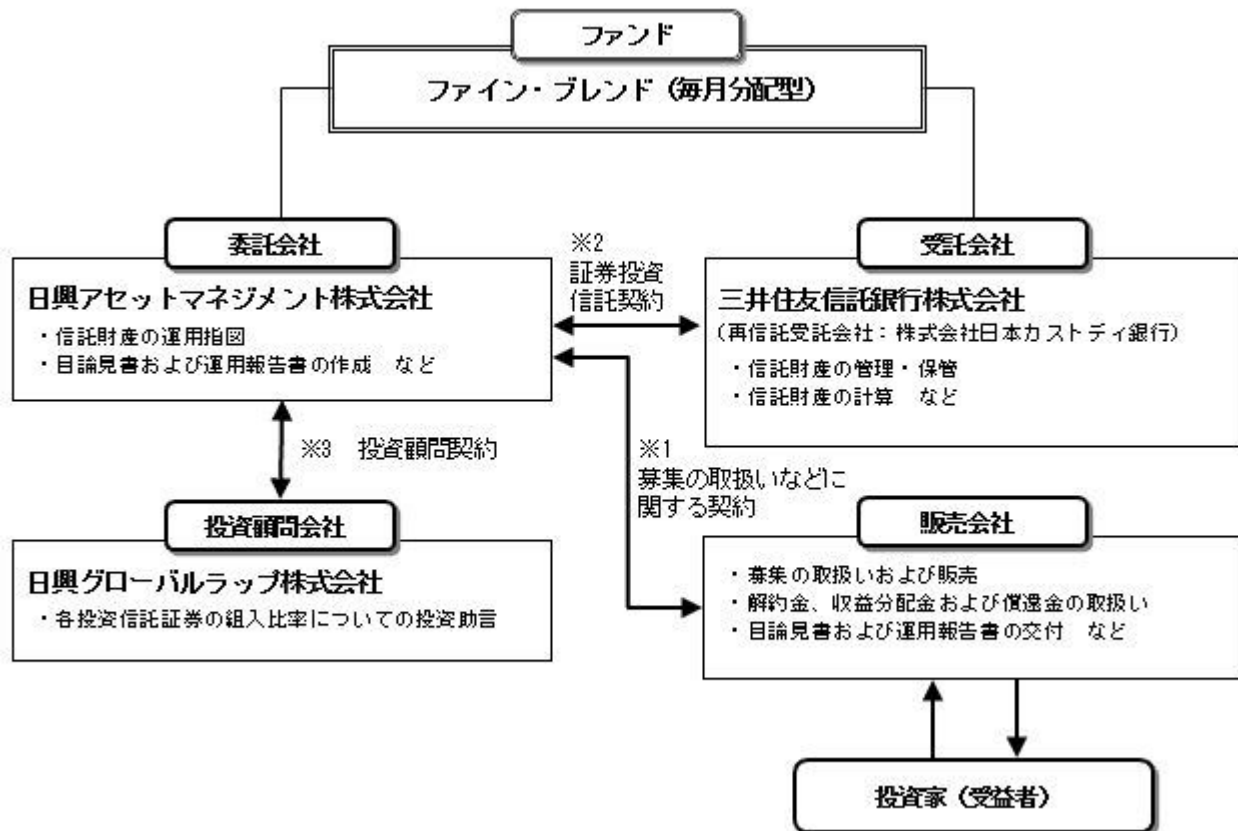 ファンド
ファイン・ブレンド（毎月分配型）
委託会社
日興アセットマネジメント株式会社
・信託財産の運用指図
・目論見書および運用報告書の作成　など
※2
証券投資
信託契約
受託会社
三井住友信託銀行株式会社
（再信託受託会社：株式会社日本カストディ銀行）
・信託財産の管理・保管
・信託財産の計算　など
※3　投資顧問契約
※1
募集の取扱いなどに
関する契約
投資顧問会社
日興グローバルラップ株式会社
・各投資信託証券の組入比率についての投資助言
販売会社
・募集の取扱いおよび販売
・解約金、収益分配金および償還金の取扱い
・目論見書および運用報告書の交付　など
投資家（受益者）